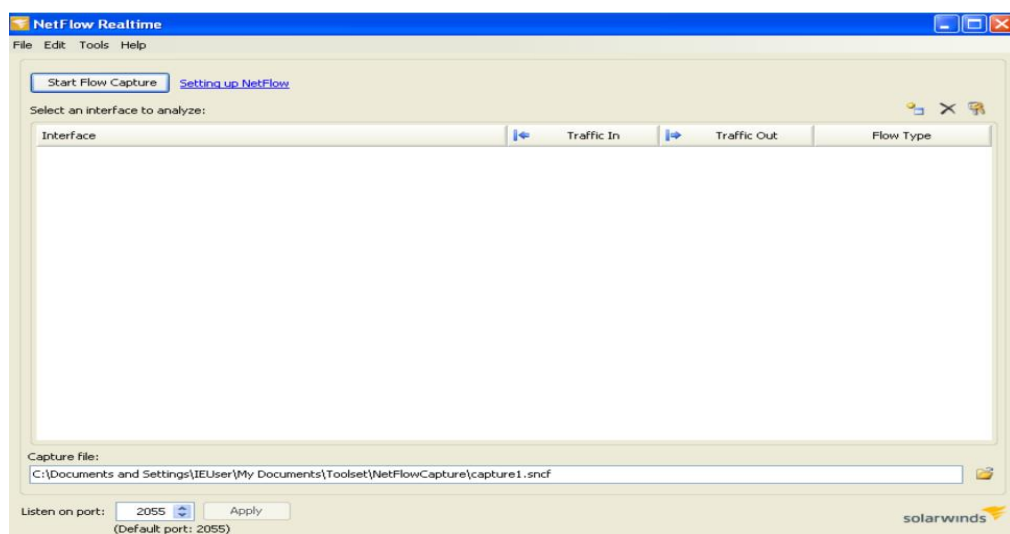 NetFlow Realtime
File Edit Tools Help
Start Flow Capture Setting up NetFlow
Select an interface to analyze:
Interface Traffic In Traffic Out Flow Type
Capture file:
C:\Documents and Settings\IEUser\My Documents\Toolset\NetFlowCapture\capture1.sncf
Listen on port: 2055 Apply
(Default port: 2055)
solarwinds